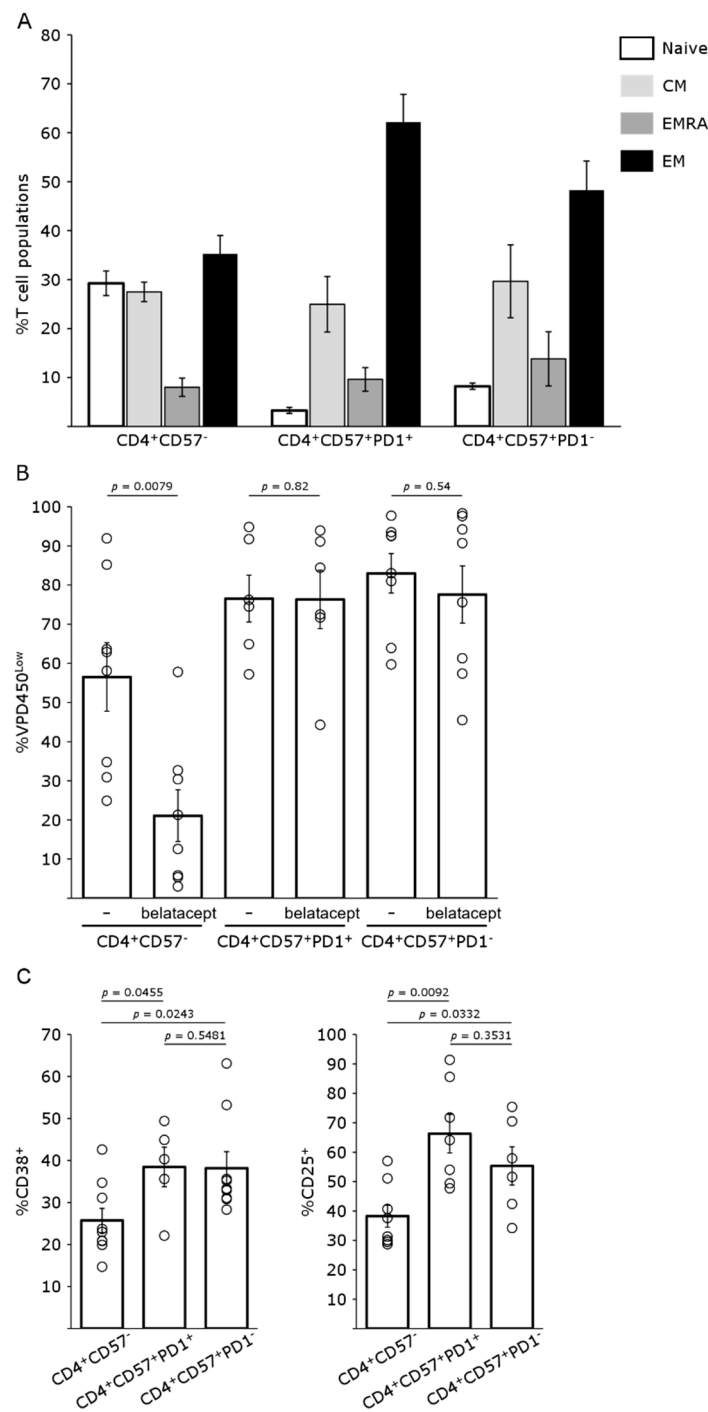 A
80
70
60
50
40
30
20
10
%T cell populations
Naive
CM
EMRA
EM
CD4⁺CD57⁻
CD4⁺CD57⁺PD1⁺
CD4⁺CD57⁺PD1⁻
B
p = 0.0079
p = 0.82
p = 0.54
100
90
80
70
60
50
40
30
20
10
%VPD450ᴸᵒʷ
– belatacept – belatacept – belatacept
CD4⁺CD57⁻
CD4⁺CD57⁺PD1⁺
CD4⁺CD57⁺PD1⁻
C
p = 0.0455
p = 0.0243
p = 0.5481
70
60
50
40
30
20
10
%CD38⁺
CD4⁺CD57⁻
CD4⁺CD57⁺PD1⁺
CD4⁺CD57⁺PD1⁻
p = 0.0092
p = 0.0332
p = 0.3531
100
90
80
70
60
50
40
30
20
10
%CD25⁺
CD4⁺CD57⁻
CD4⁺CD57⁺PD1⁺
CD4⁺CD57⁺PD1⁻